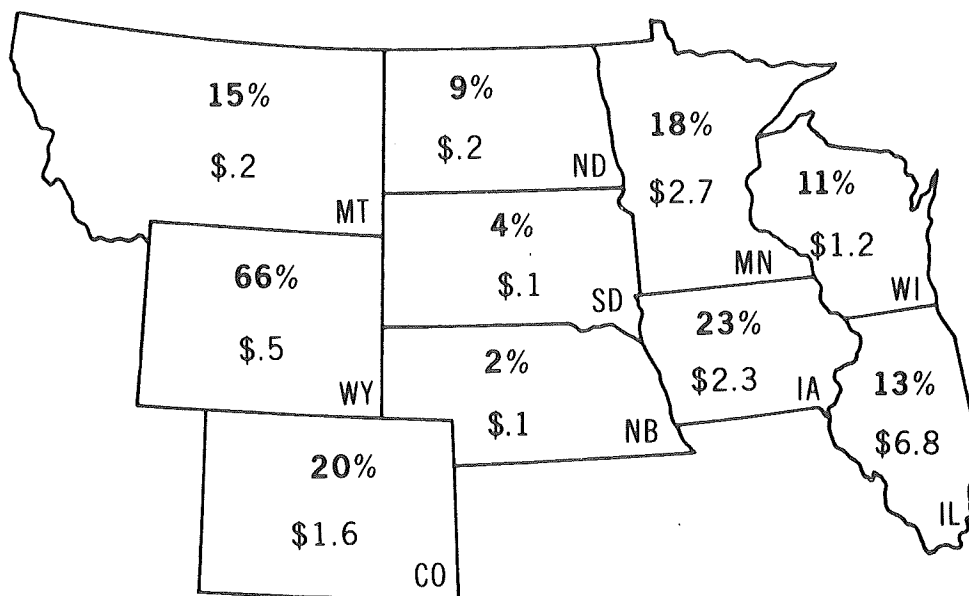 15%
$.2
MT
9%
$.2
ND
18%
$2.7
MN
11%
$1.2
WI
66%
$.5
WY
4%
$.1
SD
23%
$2.3
IA
2%
$.1
NB
13%
$6.8
IL
20%
$1.6
CO